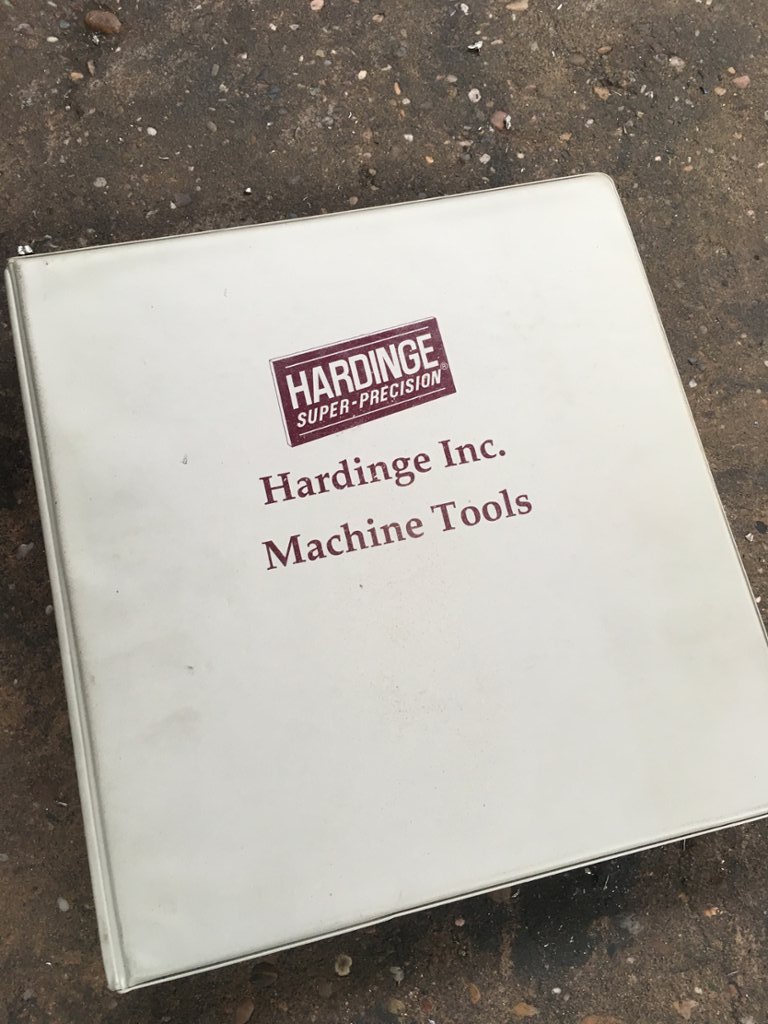 HARDINGE®
SUPER-PRECISION
Hardinge Inc.
Machine Tools